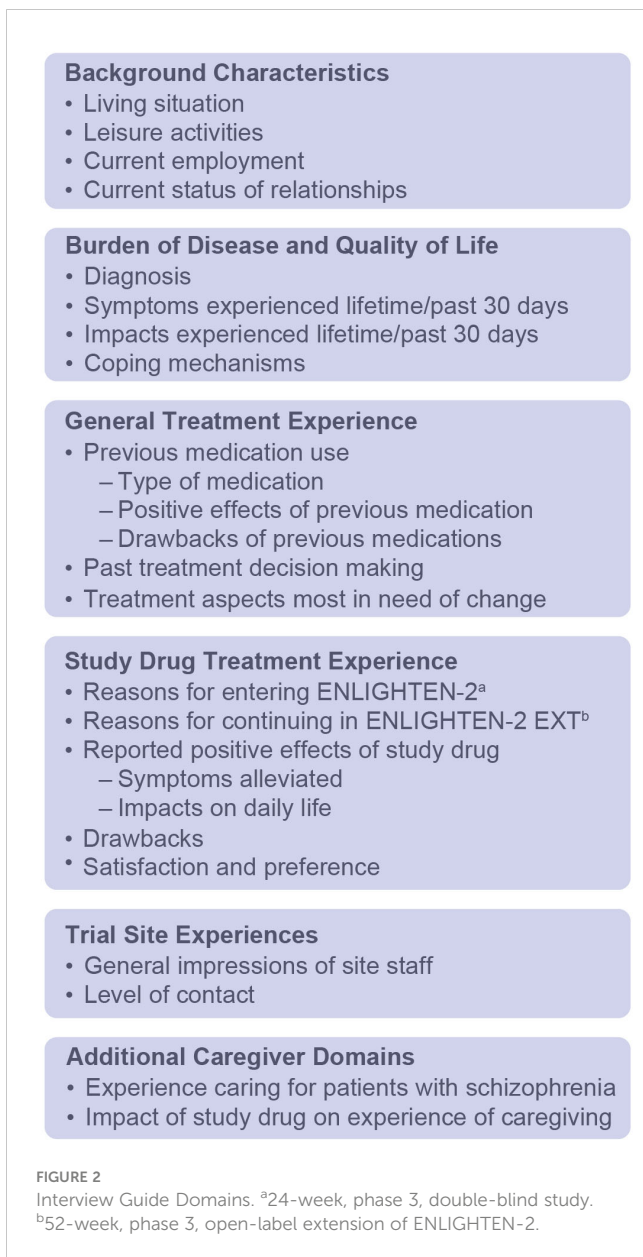 Background Characteristics
• Living situation
• Leisure activities
• Current employment
• Current status of relationships
Burden of Disease and Quality of Life
• Diagnosis
• Symptoms experienced lifetime/past 30 days
• Impacts experienced lifetime/past 30 days
• Coping mechanisms
General Treatment Experience
• Previous medication use
– Type of medication
– Positive effects of previous medication
– Drawbacks of previous medications
• Past treatment decision making
• Treatment aspects most in need of change
Study Drug Treatment Experience
• Reasons for entering ENLIGHTEN-2ᵃ
• Reasons for continuing in ENLIGHTEN-2 EXTᵇ
• Reported positive effects of study drug
– Symptoms alleviated
– Impacts on daily life
• Drawbacks
• Satisfaction and preference
Trial Site Experiences
• General impressions of site staff
• Level of contact
Additional Caregiver Domains
• Experience caring for patients with schizophrenia
• Impact of study drug on experience of caregiving
FIGURE 2
Interview Guide Domains. ᵃ24-week, phase 3, double-blind study.
ᵇ52-week, phase 3, open-label extension of ENLIGHTEN-2.